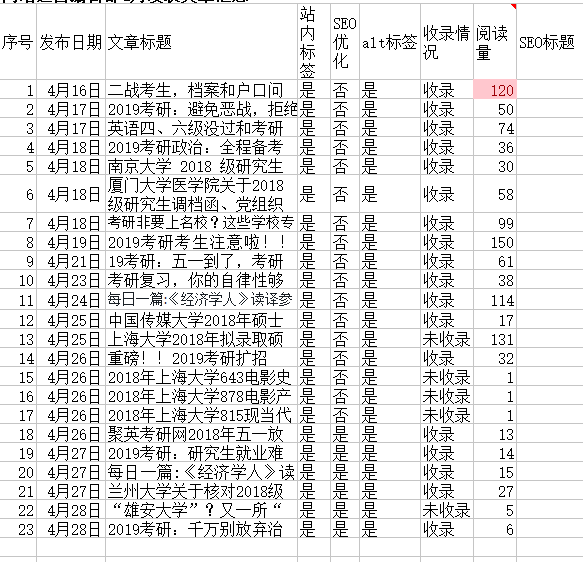 序号 发布日期 文章标题 站内标签 SEO优化 alt标签 收录情况 阅读量 SEO标题
1 4月16日 二战考生，档案和户口问 是 否 是 收录 120
2 4月17日 2019考研：避免恶战，拒绝 是 否 是 收录 50
3 4月17日 英语四、六级没过和考研 是 否 是 收录 74
4 4月18日 2019考研政治：全程备考 是 否 是 收录 36
5 4月18日 南京大学 2018 级研究生 是 否 是 收录 30
6 4月18日 厦门大学医学院关于2018级研究生调档函、党组织 是 否 是 收录 58
7 4月18日 考研非要上名校？这些学校专 是 否 是 收录 99
8 4月19日 2019考研考生注意啦！！ 是 否 是 收录 150
9 4月21日 19考研：五一到了，考研 是 否 是 收录 61
10 4月23日 考研复习，你的自律性够 是 否 是 收录 38
11 4月24日 每日一篇:《经济学人》读译参 是 否 是 收录 114
12 4月25日 中国传媒大学2018年硕士 是 否 是 收录 17
13 4月25日 上海大学2018年拟录取硕 是 否 是 未收录 131
14 4月26日 重磅！！2019考研扩招 是 否 是 收录 32
15 4月26日 2018年上海大学643电影史 是 否 是 未收录 1
16 4月26日 2018年上海大学878电影产 是 否 是 未收录 1
17 4月26日 2018年上海大学815现当代 是 否 是 未收录 1
18 4月26日 聚英考研网2018年五一放 是 是 是 收录 13
19 4月27日 2019考研：研究生就业难 是 是 是 收录 14
20 4月27日 每日一篇:《经济学人》读 是 是 是 收录 15
21 4月27日 兰州大学关于核对2018级 是 是 是 收录 27
22 4月28日 “雄安大学”？又一所“ 是 是 是 未收录 5
23 4月28日 2019考研：千万别放弃治 是 是 是 收录 6